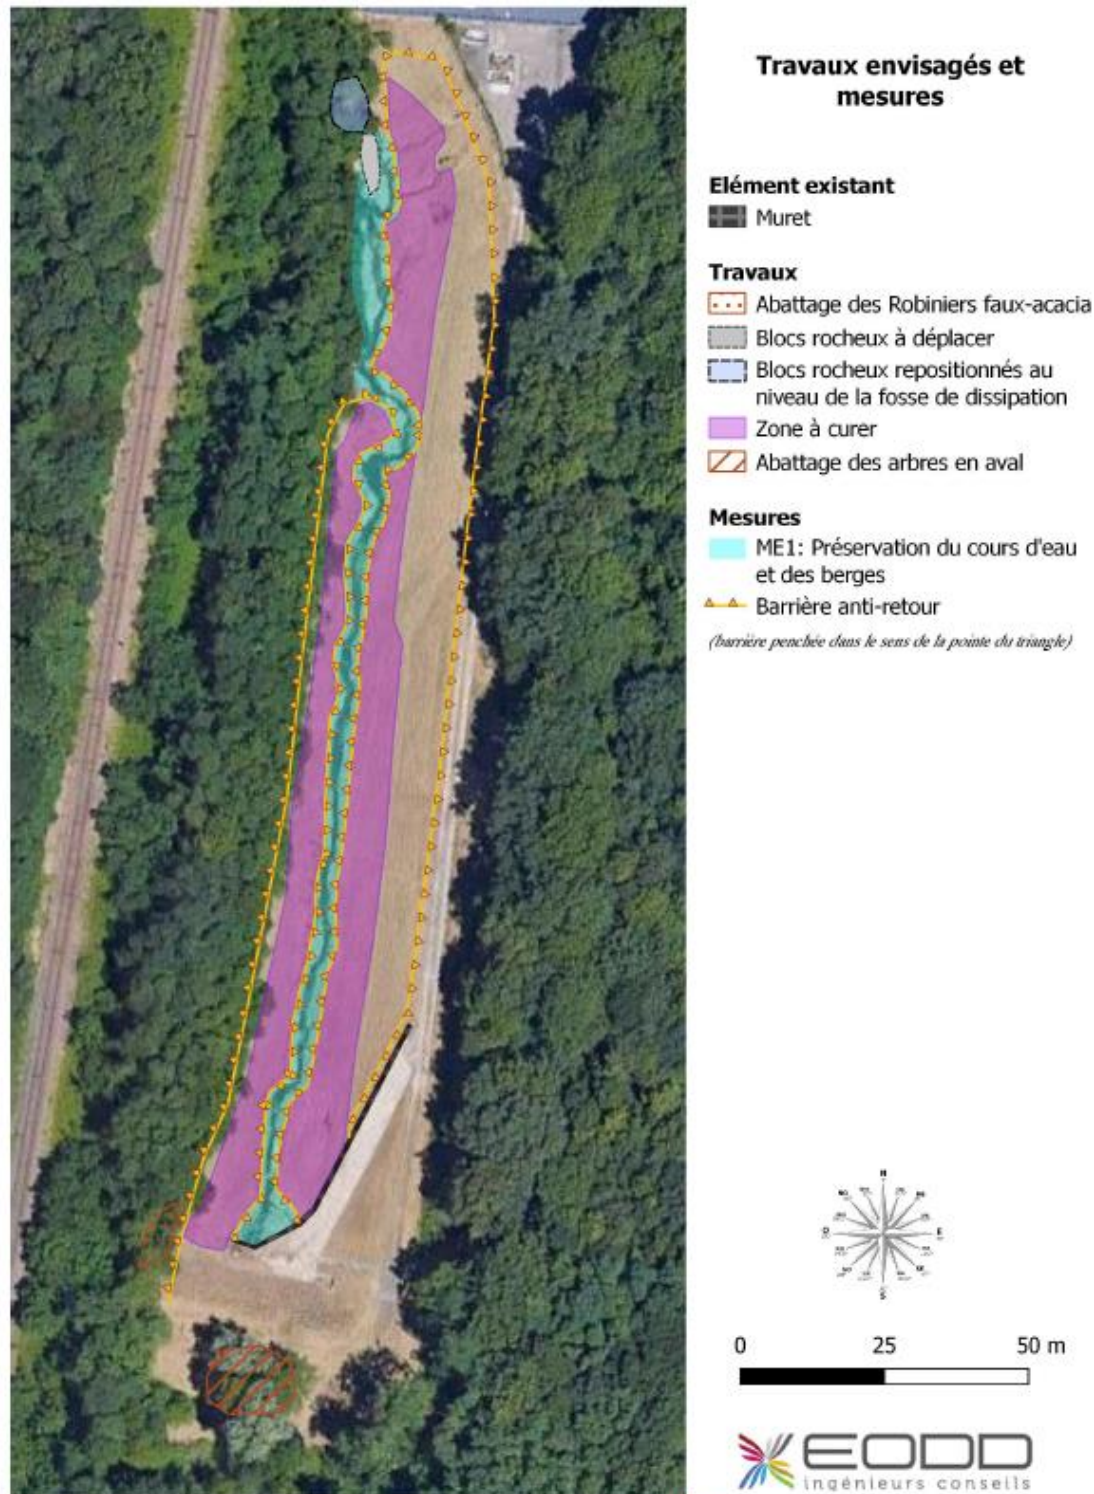 Travaux envisagés et
mesures
Elément existant
Muret
Travaux
Abattage des Robiniers faux-acacia
Blocs rocheux à déplacer
Blocs rocheux repositionnés au
niveau de la fosse de dissipation
Zone à curer
Abattage des arbres en aval
Mesures
ME1: Préservation du cours d'eau
et des berges
Barrière anti-retour
(barrière penchée dans le sens de la pointe du triangle)
N
O
E
S
0 25 50 m
EODD
ingénieurs conseils